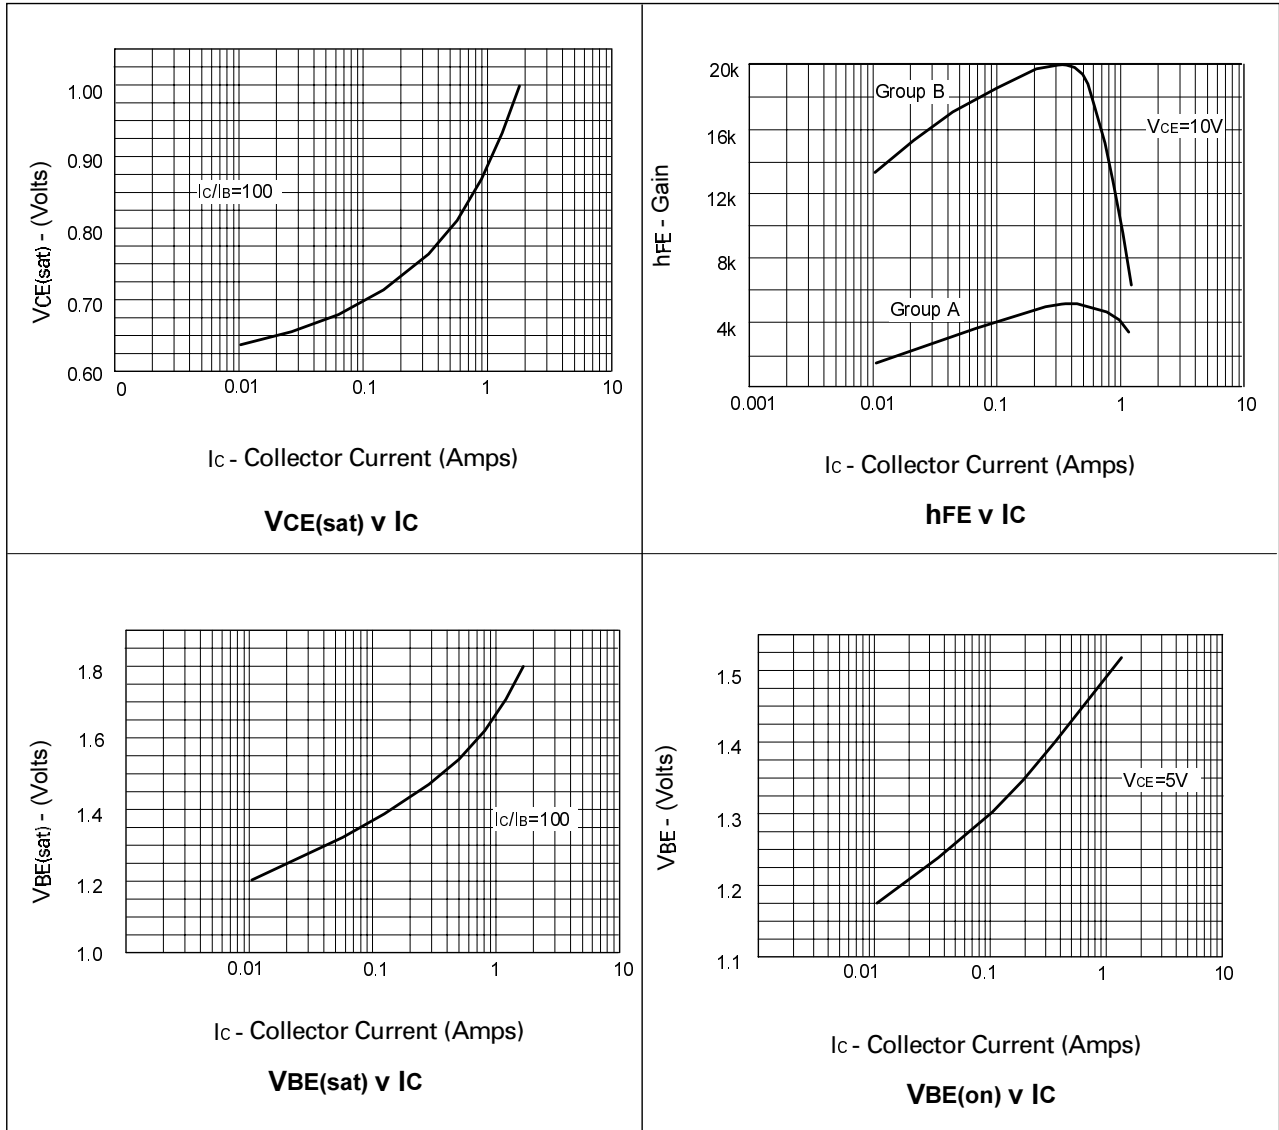 1.00
0.90
0.80
0.70
0.60
VCE(sat) - (Volts)
IC/IB=100
0 0.01 0.1 1 10
IC - Collector Current (Amps)
VCE(sat) v IC
20k
16k
12k
8k
4k
hFE - Gain
Group B
VCE=10V
Group A
0.001 0.01 0.1 1 10
IC - Collector Current (Amps)
hFE v IC
1.8
1.6
1.4
1.2
1.0
VBE(sat) - (Volts)
IC/IB=100
0.01 0.1 1 10
IC - Collector Current (Amps)
VBE(sat) v IC
1.5
1.4
1.3
1.2
1.1
VBE - (Volts)
VCE=5V
0.01 0.1 1 10
IC - Collector Current (Amps)
VBE(on) v IC